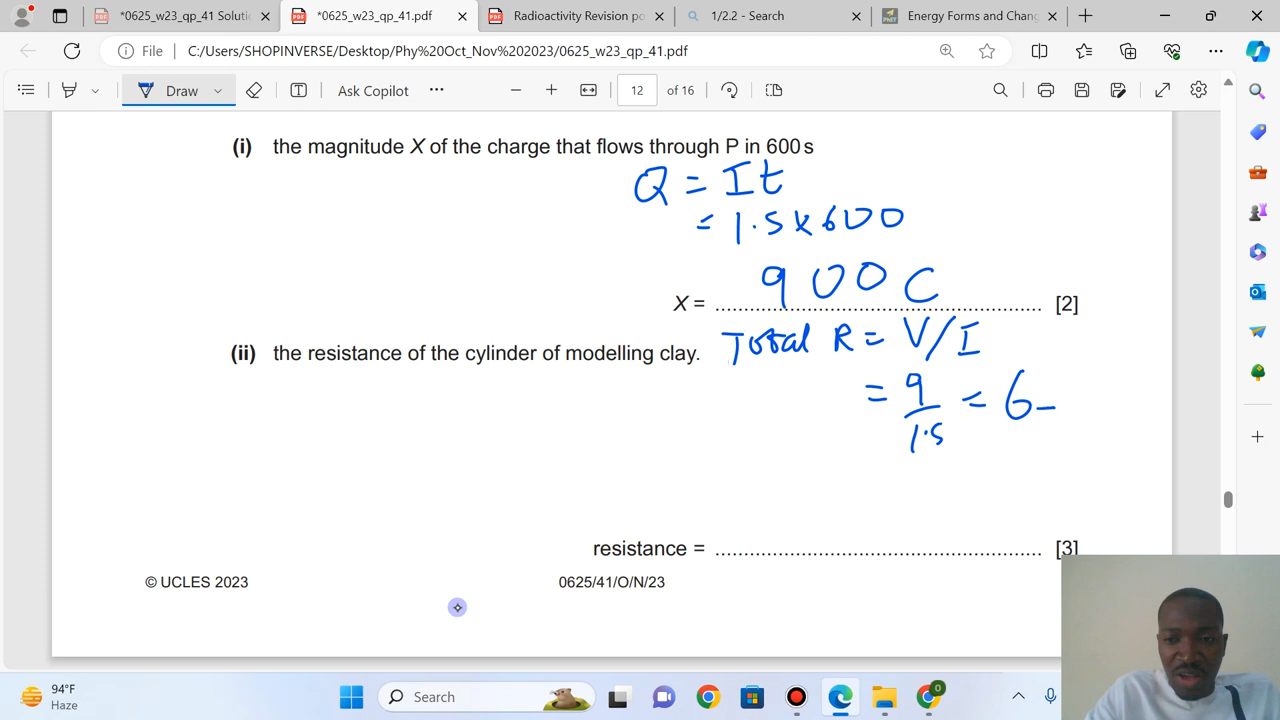 *0625_w23_qp_41 Soluti
*0625_w23_qp_41.pdf
Radioactivity Revision po
1/2.2 - Search
Energy Forms and Chang
File
C:/Users/SHOPINVERSE/Desktop/Phy%20Oct_Nov%202023/0625_w23_qp_41.pdf
Draw
Ask Copilot
12
of 16
(i) the magnitude X of the charge that flows through P in 600 s
Q = It
= 1.5 x 600
900 C
X = ........................................................ [2]
Total R = V/I
(ii) the resistance of the cylinder of modelling clay.
= 9/1.5 = 6-
resistance = ........................................................ [3]
© UCLES 2023
0625/41/O/N/23
94°F
Haze
Search
0